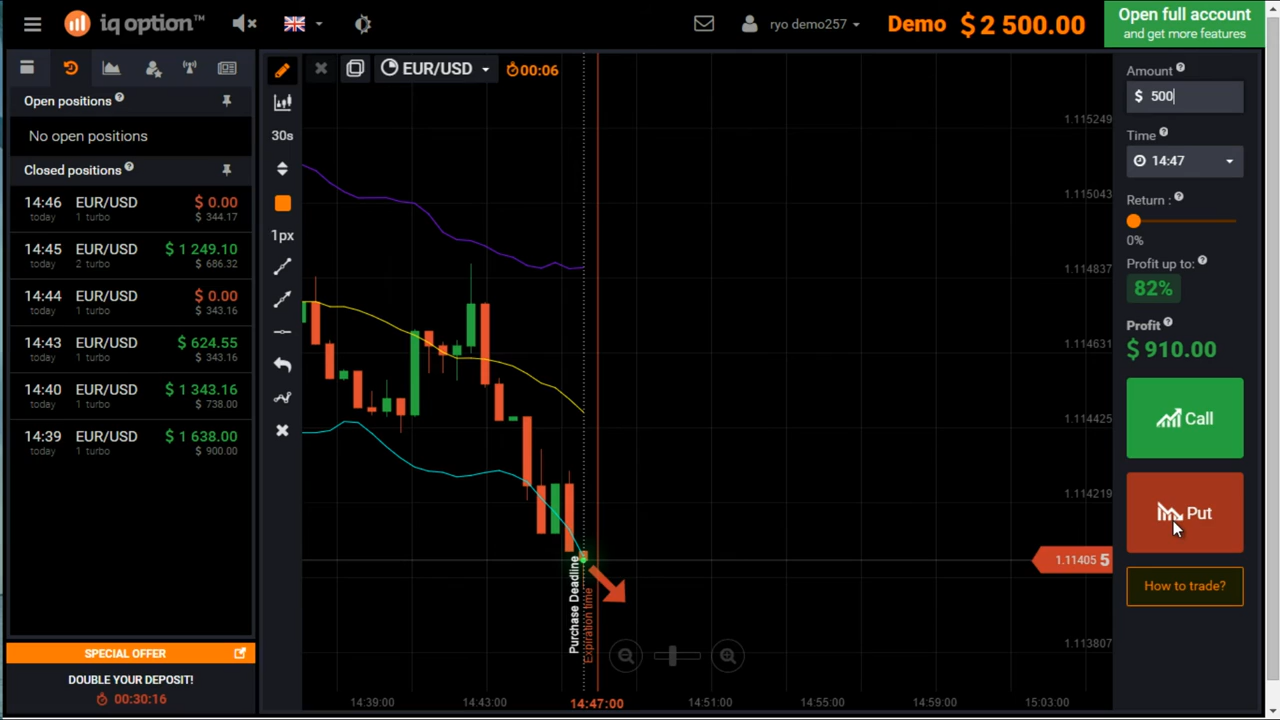 iq option™
ryo demo257
Demo $ 2 500.00
Open full account
and get more features
Open positions ?
No open positions
Closed positions ?
14:46 EUR/USD $ 0.00
today 1 turbo $ 344.17
14:45 EUR/USD $ 1 249.10
today 2 turbo $ 686.32
14:44 EUR/USD $ 0.00
today 1 turbo $ 343.16
14:43 EUR/USD $ 624.55
today 1 turbo $ 343.16
14:40 EUR/USD $ 1 343.16
today 1 turbo $ 738.00
14:39 EUR/USD $ 1 638.00
today 1 turbo $ 900.00
SPECIAL OFFER
DOUBLE YOUR DEPOSIT!
00:30:16
EUR/USD
00:06
30s
1px
Purchase Deadline
Expiration time
1.115249
1.115043
1.114837
1.114631
1.114425
1.114219
1.11405 5
1.113807
14:39:00
14:43:00
14:47:00
14:51:00
14:55:00
14:59:00
15:03:00
Amount ?
$ 500
Time ?
14:47
Return : ?
0%
Profit up to: ?
82%
Profit ?
$ 910.00
Call
Put
How to trade?